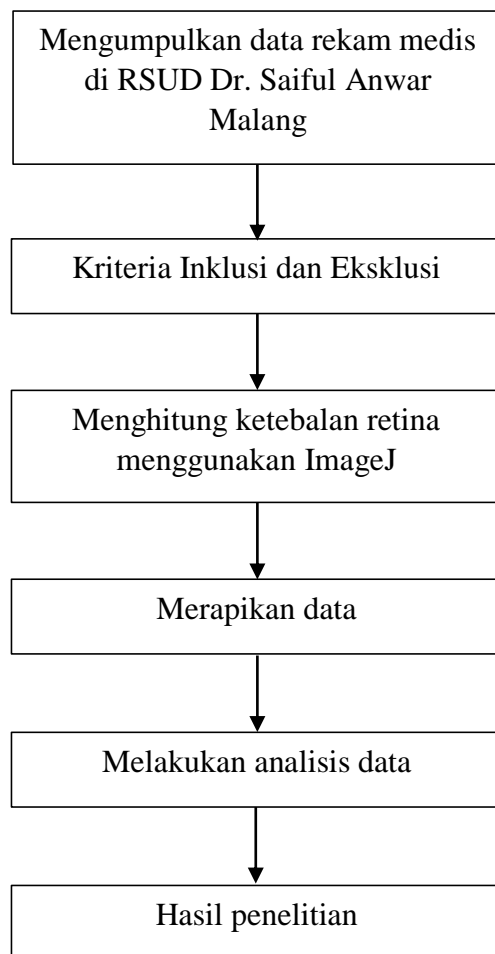 Mengumpulkan data rekam medis
di RSUD Dr. Saiful Anwar
Malang
Kriteria Inklusi dan Eksklusi
Menghitung ketebalan retina
menggunakan ImageJ
Merapikan data
Melakukan analisis data
Hasil penelitian